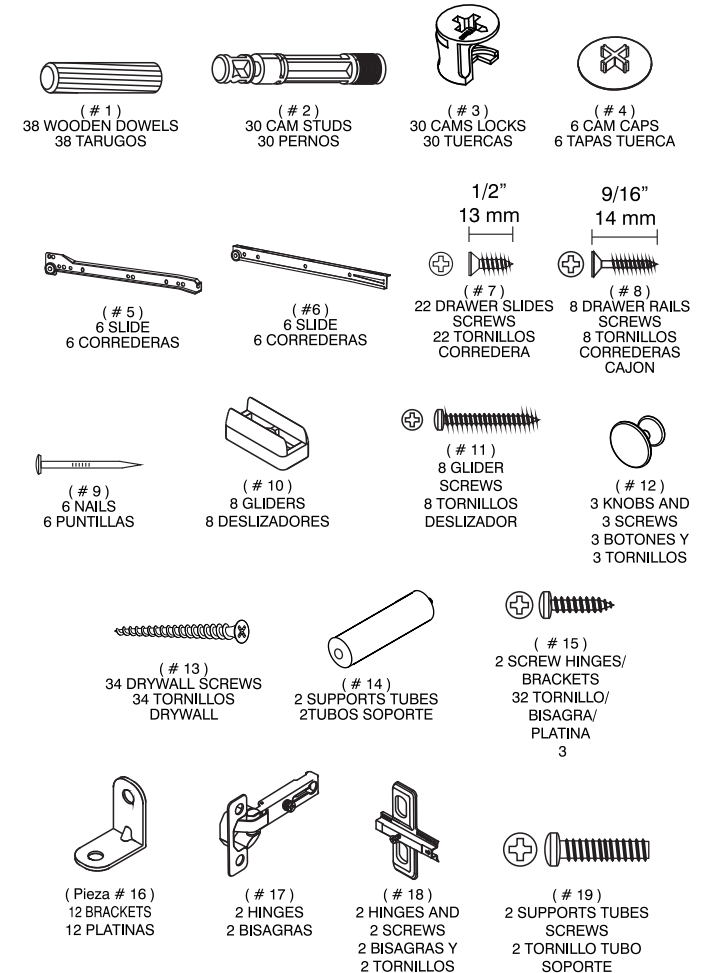 ( # 1 )
38 WOODEN DOWELS
38 TARUGOS
( # 2 )
30 CAM STUDS
30 PERNOS
( # 3 )
30 CAMS LOCKS
30 TUERCAS
( # 4 )
6 CAM CAPS
6 TAPAS TUERCA
( # 5 )
6 SLIDE
6 CORREDERAS
( #6 )
6 SLIDE
6 CORREDERAS
1/2”
13 mm
( # 7 )
22 DRAWER SLIDES
SCREWS
22 TORNILLOS
CORREDERA
9/16”
14 mm
( # 8 )
8 DRAWER RAILS
SCREWS
8 TORNILLOS
CORREDERAS
CAJON
( # 9 )
6 NAILS
6 PUNTILLAS
( # 10 )
8 GLIDERS
8 DESLIZADORES
( # 11 )
8 GLIDER
SCREWS
8 TORNILLOS
DESLIZADOR
( # 12 )
3 KNOBS AND
3 SCREWS
3 BOTONES Y
3 TORNILLOS
( # 13 )
34 DRYWALL SCREWS
34 TORNILLOS
DRYWALL
( # 14 )
2 SUPPORTS TUBES
2TUBOS SOPORTE
( # 15 )
2 SCREW HINGES/
BRACKETS
32 TORNILLO/
BISAGRA/
PLATINA
3
( Pieza # 16 )
12 BRACKETS
12 PLATINAS
( # 17 )
2 HINGES
2 BISAGRAS
( # 18 )
2 HINGES AND
2 SCREWS
2 BISAGRAS Y
2 TORNILLOS
( # 19 )
2 SUPPORTS TUBES
SCREWS
2 TORNILLO TUBO
SOPORTE